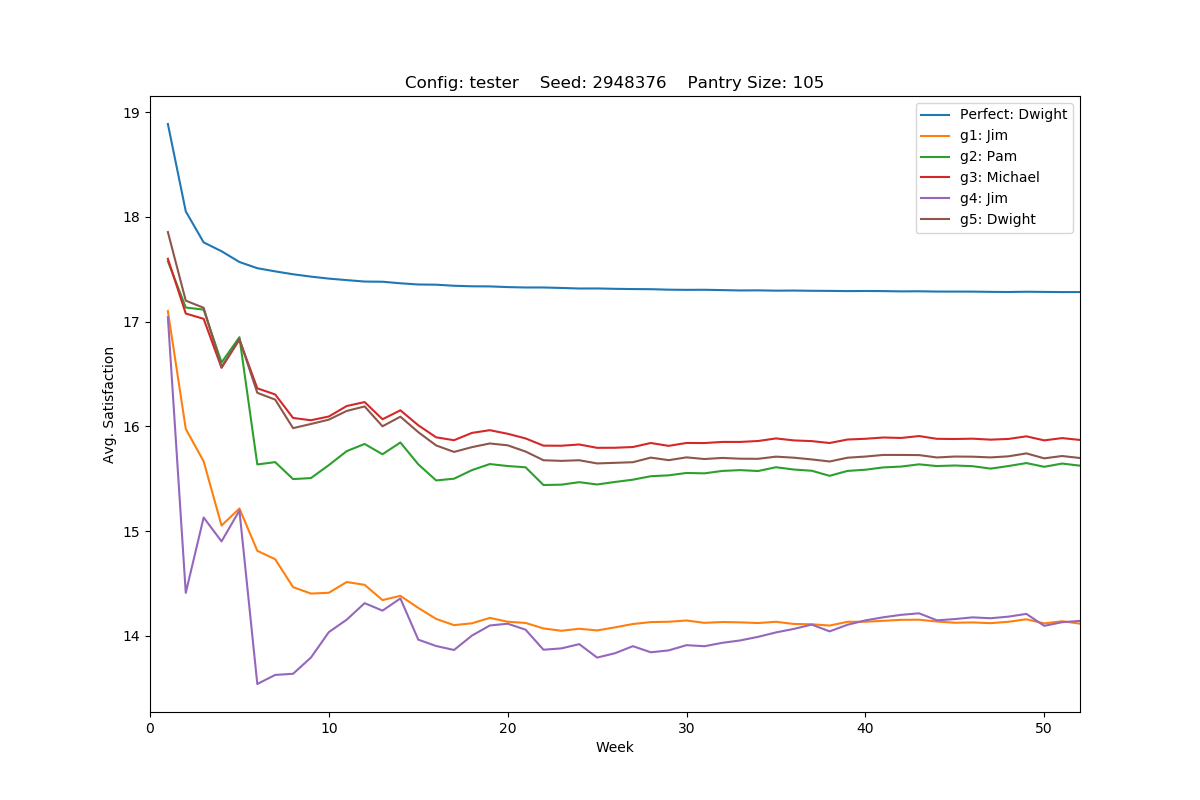 Config: tester    Seed: 2948376    Pantry Size: 105
19
18
17
16
15
14
Avg. Satisfaction
Perfect: Dwight
g1: Jim
g2: Pam
g3: Michael
g4: Jim
g5: Dwight
0 10 20 30 40 50
Week